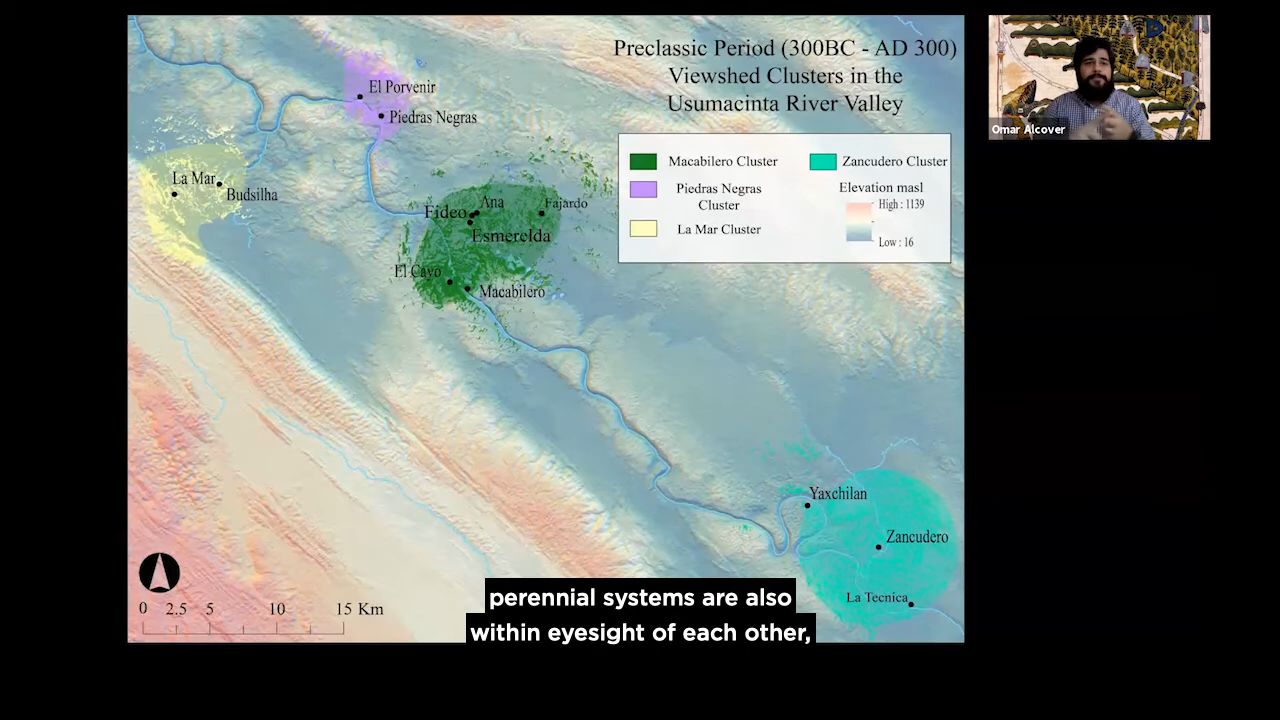 Preclassic Period (300BC - AD 300)
Viewshed Clusters in the
Usumacinta River Valley
Macabilero Cluster
Zancudero Cluster
Piedras Negras
Cluster
La Mar Cluster
Elevation masl
High : 1139
Low : 16
El Porvenir
Piedras Negras
La Mar
Budsilha
Ana
Fajardo
Fideo
Esmerelda
El Cayo
Macabilero
Yaxchilan
Zancudero
La Tecnica
0 2.5 5 10 15 Km
Omar Alcover
perennial systems are also
within eyesight of each other,